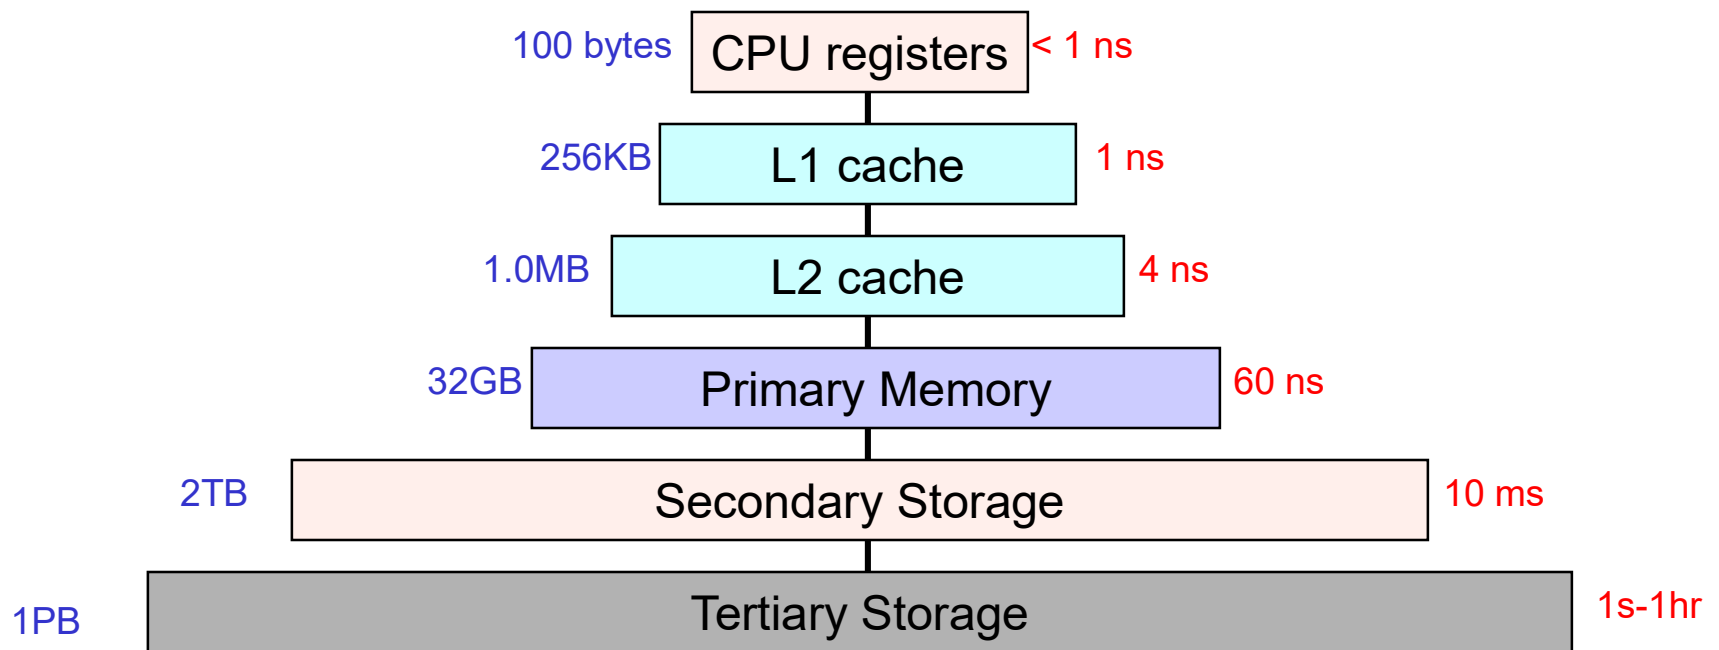 100 bytes CPU registers < 1 ns
256KB L1 cache 1 ns
1.0MB L2 cache 4 ns
32GB Primary Memory 60 ns
2TB Secondary Storage 10 ms
1PB Tertiary Storage 1s-1hr